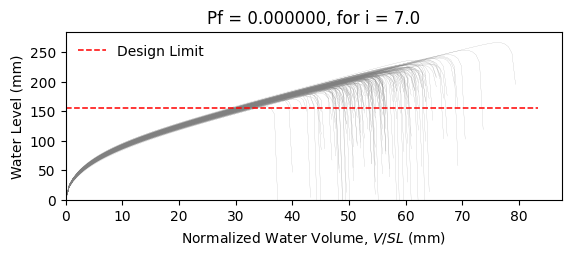 Pf = 0.000000, for i = 7.0
Design Limit
Water Level (mm)
250
200
150
100
50
0
0 10 20 30 40 50 60 70 80
Normalized Water Volume, V/SL (mm)